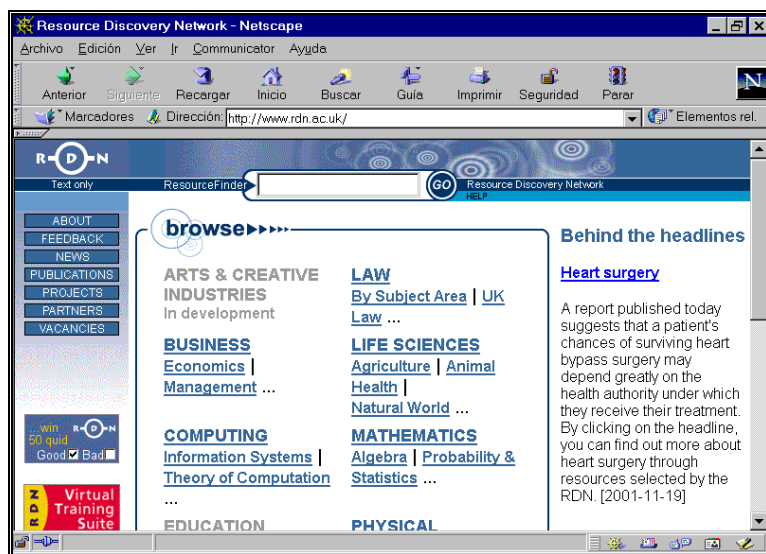 Resource Discovery Network - Netscape
Archivo Edición Ver Ir Communicator Ayuda
Anterior Siguiente Recargar Inicio Buscar Guía Imprimir Seguridad Parar
N
Marcadores Dirección: http://www.rdn.ac.uk/ Elementos rel.
R-D-N
Text only
ResourceFinder GO Resource Discovery Network
HELP
ABOUT
FEEDBACK
NEWS
PUBLICATIONS
PROJECTS
PARTNERS
VACANCIES
...win R-D-N
50 quid
Good Bad
RDN Virtual
Training
Suite
browse
ARTS & CREATIVE
INDUSTRIES
In development
LAW
By Subject Area | UK
Law ...
BUSINESS
Economics |
Management ...
LIFE SCIENCES
Agriculture | Animal
Health |
Natural World ...
COMPUTING
Information Systems |
Theory of Computation
...
MATHEMATICS
Algebra | Probability &
Statistics ...
EDUCATION
PHYSICAL
Behind the headlines
Heart surgery
A report published today
suggests that a patient's
chances of surviving heart
bypass surgery may
depend greatly on the
health authority under which
they receive their treatment.
By clicking on the headline,
you can find out more about
heart surgery through
resources selected by the
RDN. [2001-11-19]